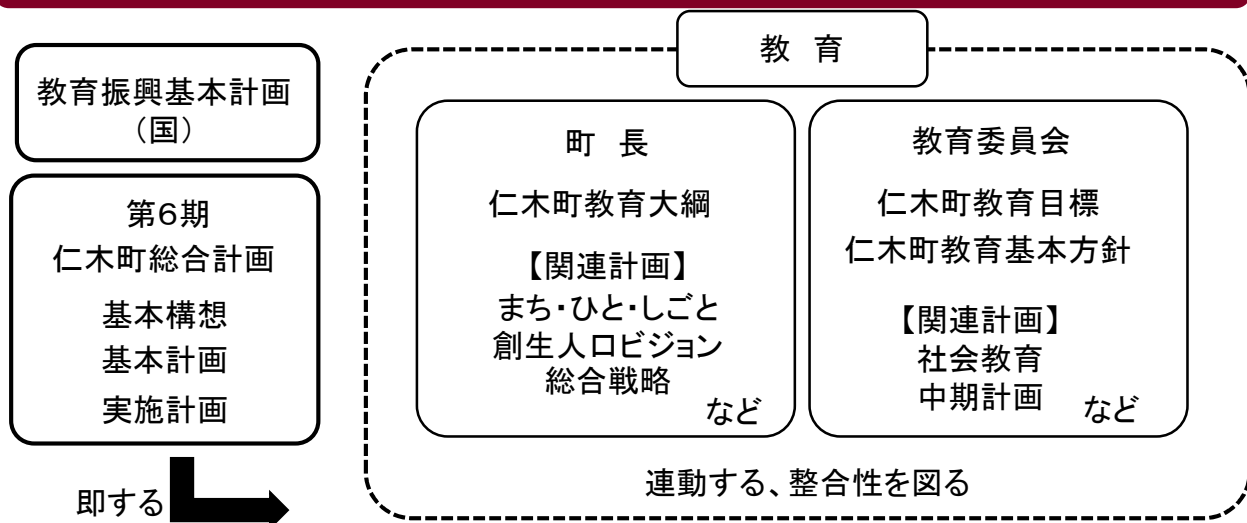 教育振興基本計画
（国）
第6期
仁木町総合計画
基本構想
基本計画
実施計画
即する
教 育
町 長
仁木町教育大綱
【関連計画】
まち・ひと・しごと
創生人口ビジョン
総合戦略
など
教育委員会
仁木町教育目標
仁木町教育基本方針
【関連計画】
社会教育
中期計画
など
連動する、整合性を図る